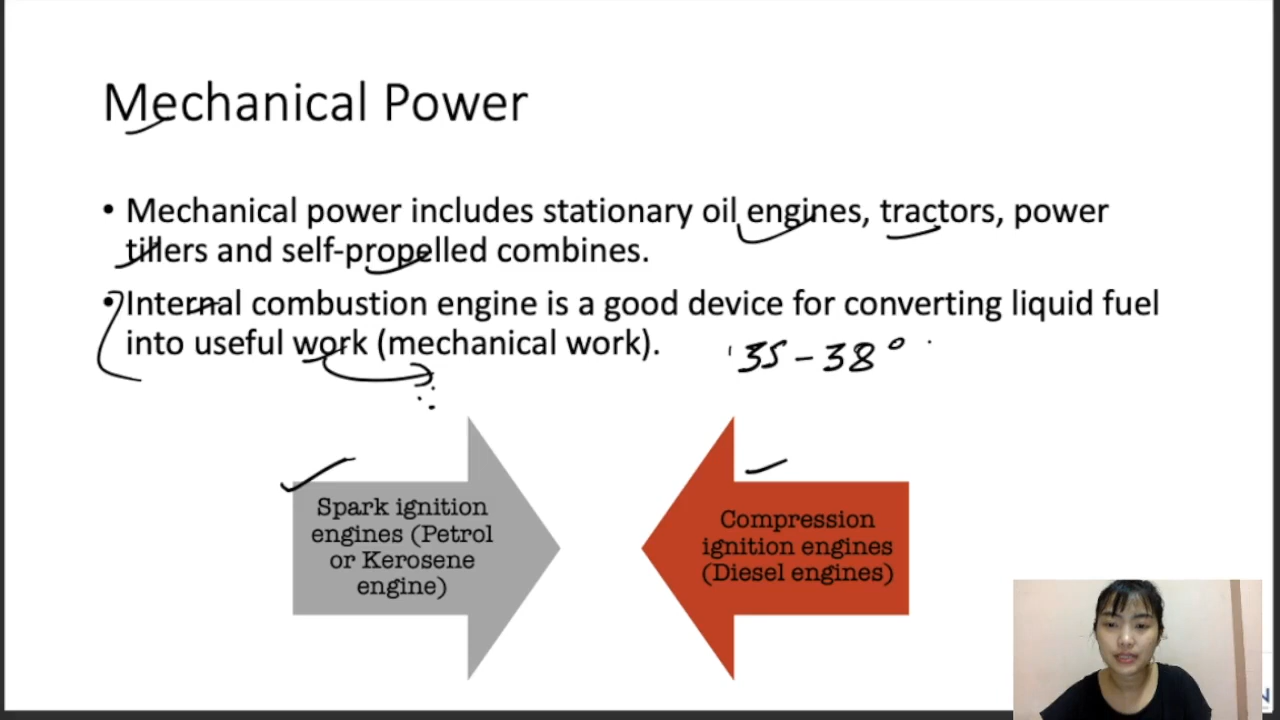 Mechanical Power
• Mechanical power includes stationary oil engines, tractors, power
tillers and self-propelled combines.
• Internal combustion engine is a good device for converting liquid fuel
into useful work (mechanical work).
35-38°
Spark ignition
engines (Petrol
or Kerosene
engine)
Compression
ignition engines
(Diesel engines)
N